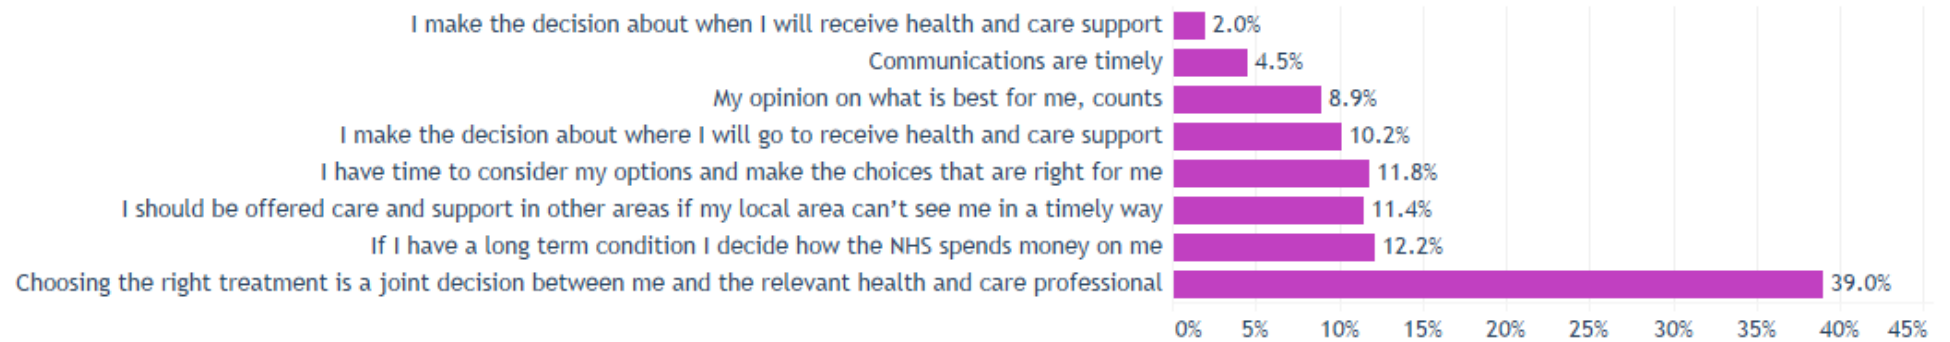 I make the decision about when I will receive health and care support 2.0%
Communications are timely 4.5%
My opinion on what is best for me, counts 8.9%
I make the decision about where I will go to receive health and care support 10.2%
I have time to consider my options and make the choices that are right for me 11.8%
I should be offered care and support in other areas if my local area can’t see me in a timely way 11.4%
If I have a long term condition I decide how the NHS spends money on me 12.2%
Choosing the right treatment is a joint decision between me and the relevant health and care professional 39.0%
0% 5% 10% 15% 20% 25% 30% 35% 40% 45%